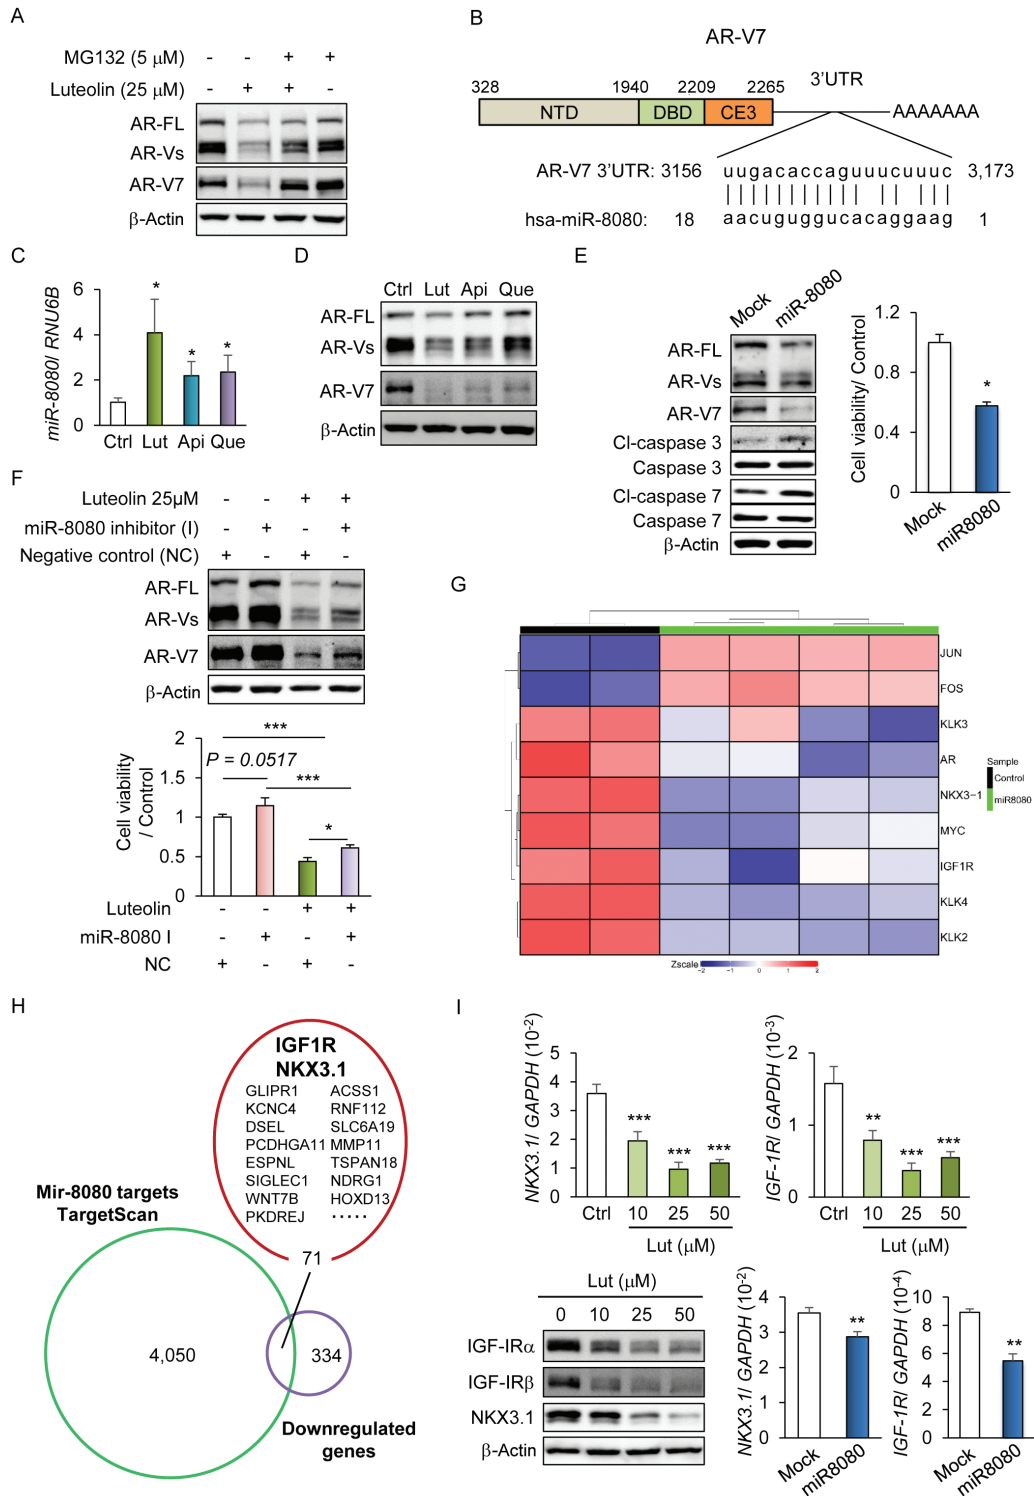 A
MG132 (5 μM) - - + +
Luteolin (25 μM) - + + -
AR-FL
AR-Vs
AR-V7
β-Actin
B
AR-V7
328 1940 2209 2265 3'UTR
NTD DBD CE3 AAAAAAA
AR-V7 3'UTR: 3156 uugacaccaguuucuuuc 3,173
hsa-miR-8080: 18 aacuguggucacaggaag 1
C
miR-8080/ RNU6B
6
4
2
0
* * *
Ctrl Lut Api Que
D
Ctrl Lut Api Que
AR-FL
AR-Vs
AR-V7
β-Actin
E
Mock miR-8080
AR-FL
AR-Vs
AR-V7
Cl-caspase 3
Caspase 3
Cl-caspase 7
Caspase 7
β-Actin
Cell viability/ Control
1.2
0.8
0.4
0
*
Mock miR8080
F
Luteolin 25μM - - + +
miR-8080 inhibitor (I) - + - +
Negative control (NC) + - + -
AR-FL
AR-Vs
AR-V7
β-Actin
Cell viability
/ Control
2
1.5
1
0.5
0
***
P = 0.0517
***
*
Luteolin - - + +
miR-8080 I - + - +
NC + - + -
G
JUN
FOS
KLK3
AR
NKX3-1
MYC
IGF1R
KLK4
KLK2
Sample
Control
miR8080
Zscale
-2 -1 0 1 2
H
IGF1R
NKX3.1
GLIPR1 ACSS1
KCNC4 RNF112
DSEL SLC6A19
PCDHGA11 MMP11
ESPNL TSPAN18
SIGLEC1 NDRG1
WNT7B HOXD13
PKDREJ ·····
71
Mir-8080 targets
TargetScan
4,050
334
Downregulated
genes
I
NKX3.1/ GAPDH (10-2)
5
4
3
2
1
0
*** *** ***
Ctrl 10 25 50
Lut (μM)
IGF-1R/ GAPDH (10-3)
2
1
0
** *** ***
Ctrl 10 25 50
Lut (μM)
Lut (μM)
0 10 25 50
IGF-IRα
IGF-IRβ
NKX3.1
β-Actin
NKX3.1/ GAPDH (10-2)
4
3
2
1
0
**
Mock miR8080
IGF-1R/ GAPDH (10-4)
10
8
6
4
2
0
**
Mock miR8080